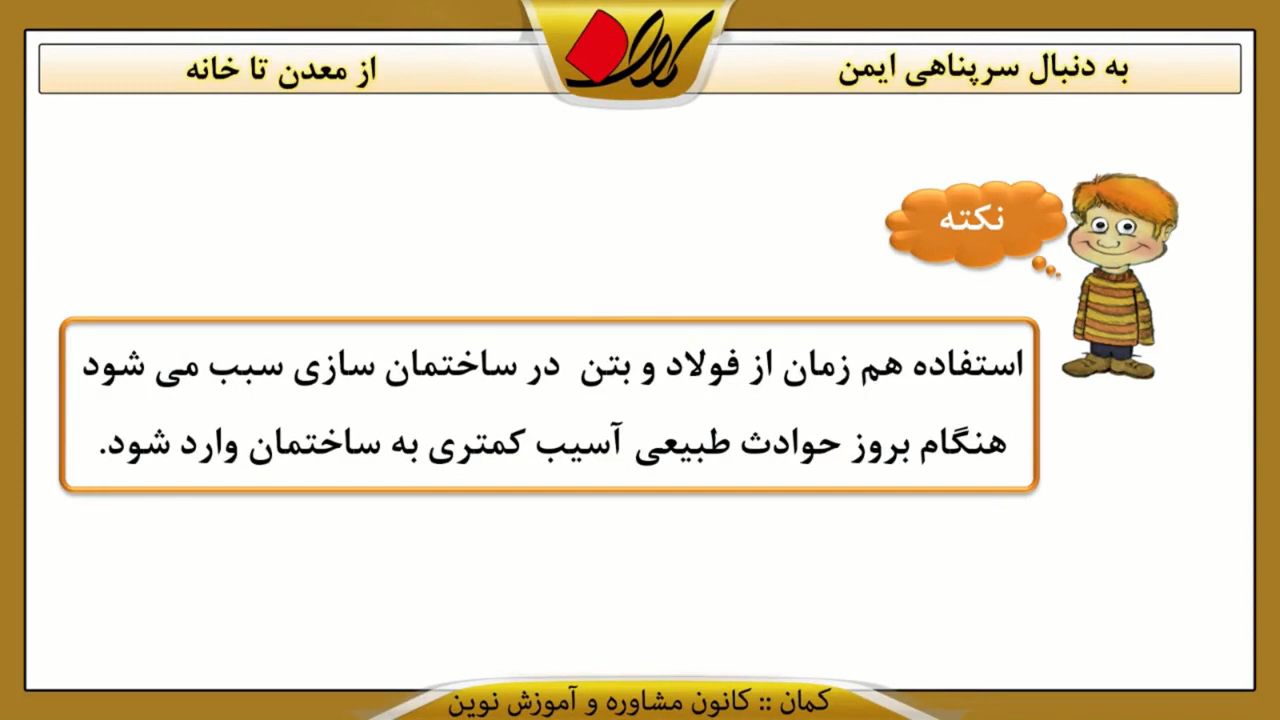 به دنبال سرپناهی ایمن
از معدن تا خانه
نکته
استفاده هم زمان از فولاد و بتن در ساختمان سازی سبب می شود
هنگام بروز حوادث طبیعی آسیب کمتری به ساختمان وارد شود.
کمان :: کانون مشاوره و آموزش نوین